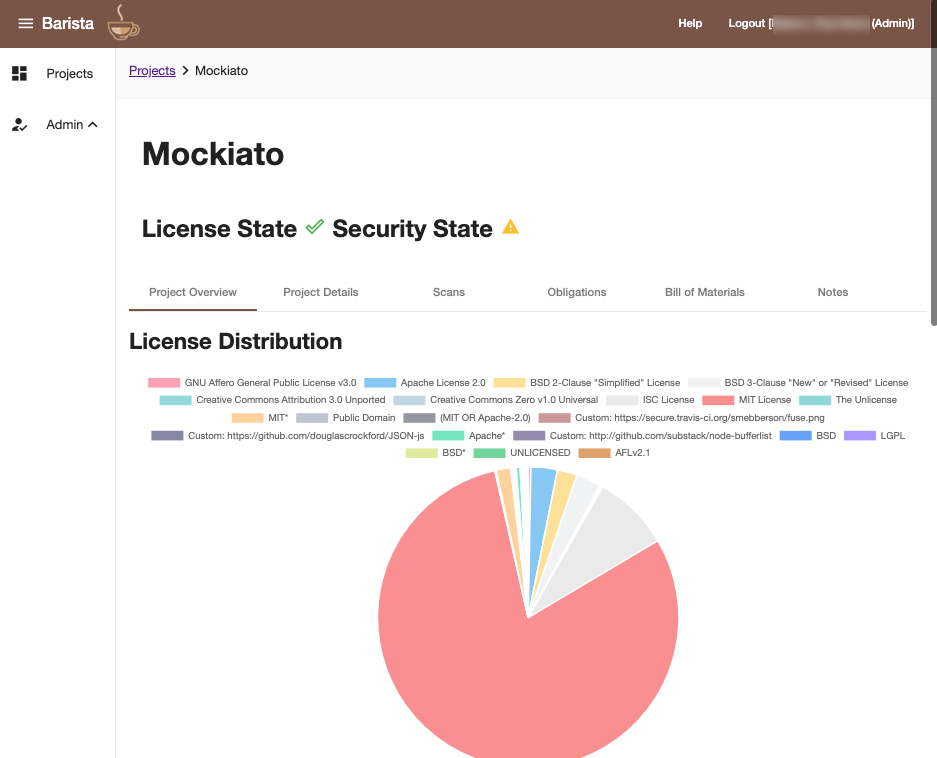 Barista
Help
Logout [ (Admin)]
Projects
Admin
Projects > Mockiato
Mockiato
License State Security State
Project Overview Project Details Scans Obligations Bill of Materials Notes
License Distribution
GNU Affero General Public License v3.0 Apache License 2.0 BSD 2-Clause "Simplified" License BSD 3-Clause "New" or "Revised" License
Creative Commons Attribution 3.0 Unported Creative Commons Zero v1.0 Universal ISC License MIT License The Unlicense
MIT* Public Domain (MIT OR Apache-2.0) Custom: https://secure.travis-ci.org/smebberson/fuse.png
Custom: https://github.com/douglascrockford/JSON-js Apache* Custom: http://github.com/substack/node-bufferlist BSD LGPL
BSD* UNLICENSED AFLv2.1